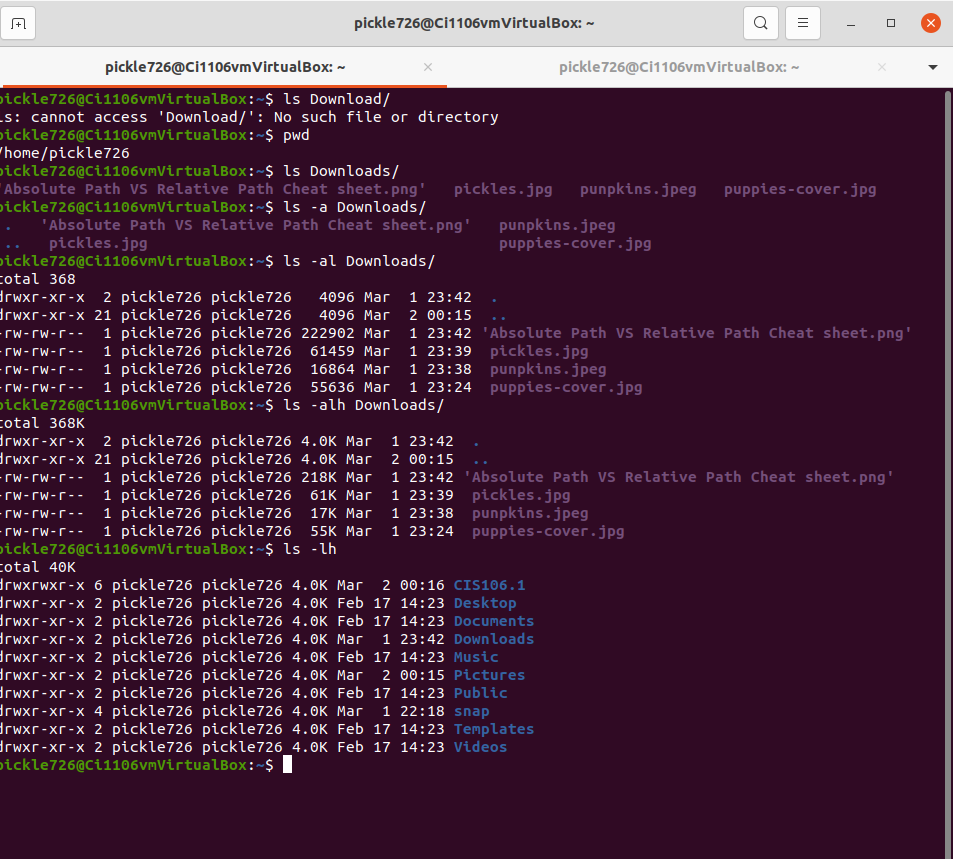 pickle726@Ci1106vmVirtualBox: ~
pickle726@Ci1106vmVirtualBox: ~
pickle726@Ci1106vmVirtualBox: ~
pickle726@Ci1106vmVirtualBox:~$ ls Download/
ls: cannot access 'Download/': No such file or directory
pickle726@Ci1106vmVirtualBox:~$ pwd
/home/pickle726
pickle726@Ci1106vmVirtualBox:~$ ls Downloads/
'Absolute Path VS Relative Path Cheat sheet.png'   pickles.jpg   punpkins.jpeg   puppies-cover.jpg
pickle726@Ci1106vmVirtualBox:~$ ls -a Downloads/
.   'Absolute Path VS Relative Path Cheat sheet.png'   punpkins.jpeg
..   pickles.jpg                                       puppies-cover.jpg
pickle726@Ci1106vmVirtualBox:~$ ls -al Downloads/
total 368
drwxr-xr-x  2 pickle726 pickle726   4096 Mar  1 23:42  .
drwxr-xr-x 21 pickle726 pickle726   4096 Mar  2 00:15  ..
-rw-rw-r--  1 pickle726 pickle726 222902 Mar  1 23:42 'Absolute Path VS Relative Path Cheat sheet.png'
-rw-rw-r--  1 pickle726 pickle726  61459 Mar  1 23:39  pickles.jpg
-rw-rw-r--  1 pickle726 pickle726  16864 Mar  1 23:38  punpkins.jpeg
-rw-rw-r--  1 pickle726 pickle726  55636 Mar  1 23:24  puppies-cover.jpg
pickle726@Ci1106vmVirtualBox:~$ ls -alh Downloads/
total 368K
drwxr-xr-x  2 pickle726 pickle726 4.0K Mar  1 23:42  .
drwxr-xr-x 21 pickle726 pickle726 4.0K Mar  2 00:15  ..
-rw-rw-r--  1 pickle726 pickle726 218K Mar  1 23:42 'Absolute Path VS Relative Path Cheat sheet.png'
-rw-rw-r--  1 pickle726 pickle726  61K Mar  1 23:39  pickles.jpg
-rw-rw-r--  1 pickle726 pickle726  17K Mar  1 23:38  punpkins.jpeg
-rw-rw-r--  1 pickle726 pickle726  55K Mar  1 23:24  puppies-cover.jpg
pickle726@Ci1106vmVirtualBox:~$ ls -lh
total 40K
drwxrwxr-x 6 pickle726 pickle726 4.0K Mar  2 00:16 CIS106.1
drwxr-xr-x 2 pickle726 pickle726 4.0K Feb 17 14:23 Desktop
drwxr-xr-x 2 pickle726 pickle726 4.0K Feb 17 14:23 Documents
drwxr-xr-x 2 pickle726 pickle726 4.0K Mar  1 23:42 Downloads
drwxr-xr-x 2 pickle726 pickle726 4.0K Feb 17 14:23 Music
drwxr-xr-x 2 pickle726 pickle726 4.0K Mar  2 00:15 Pictures
drwxr-xr-x 2 pickle726 pickle726 4.0K Feb 17 14:23 Public
drwxr-xr-x 4 pickle726 pickle726 4.0K Mar  1 22:18 snap
drwxr-xr-x 2 pickle726 pickle726 4.0K Feb 17 14:23 Templates
drwxr-xr-x 2 pickle726 pickle726 4.0K Feb 17 14:23 Videos
pickle726@Ci1106vmVirtualBox:~$